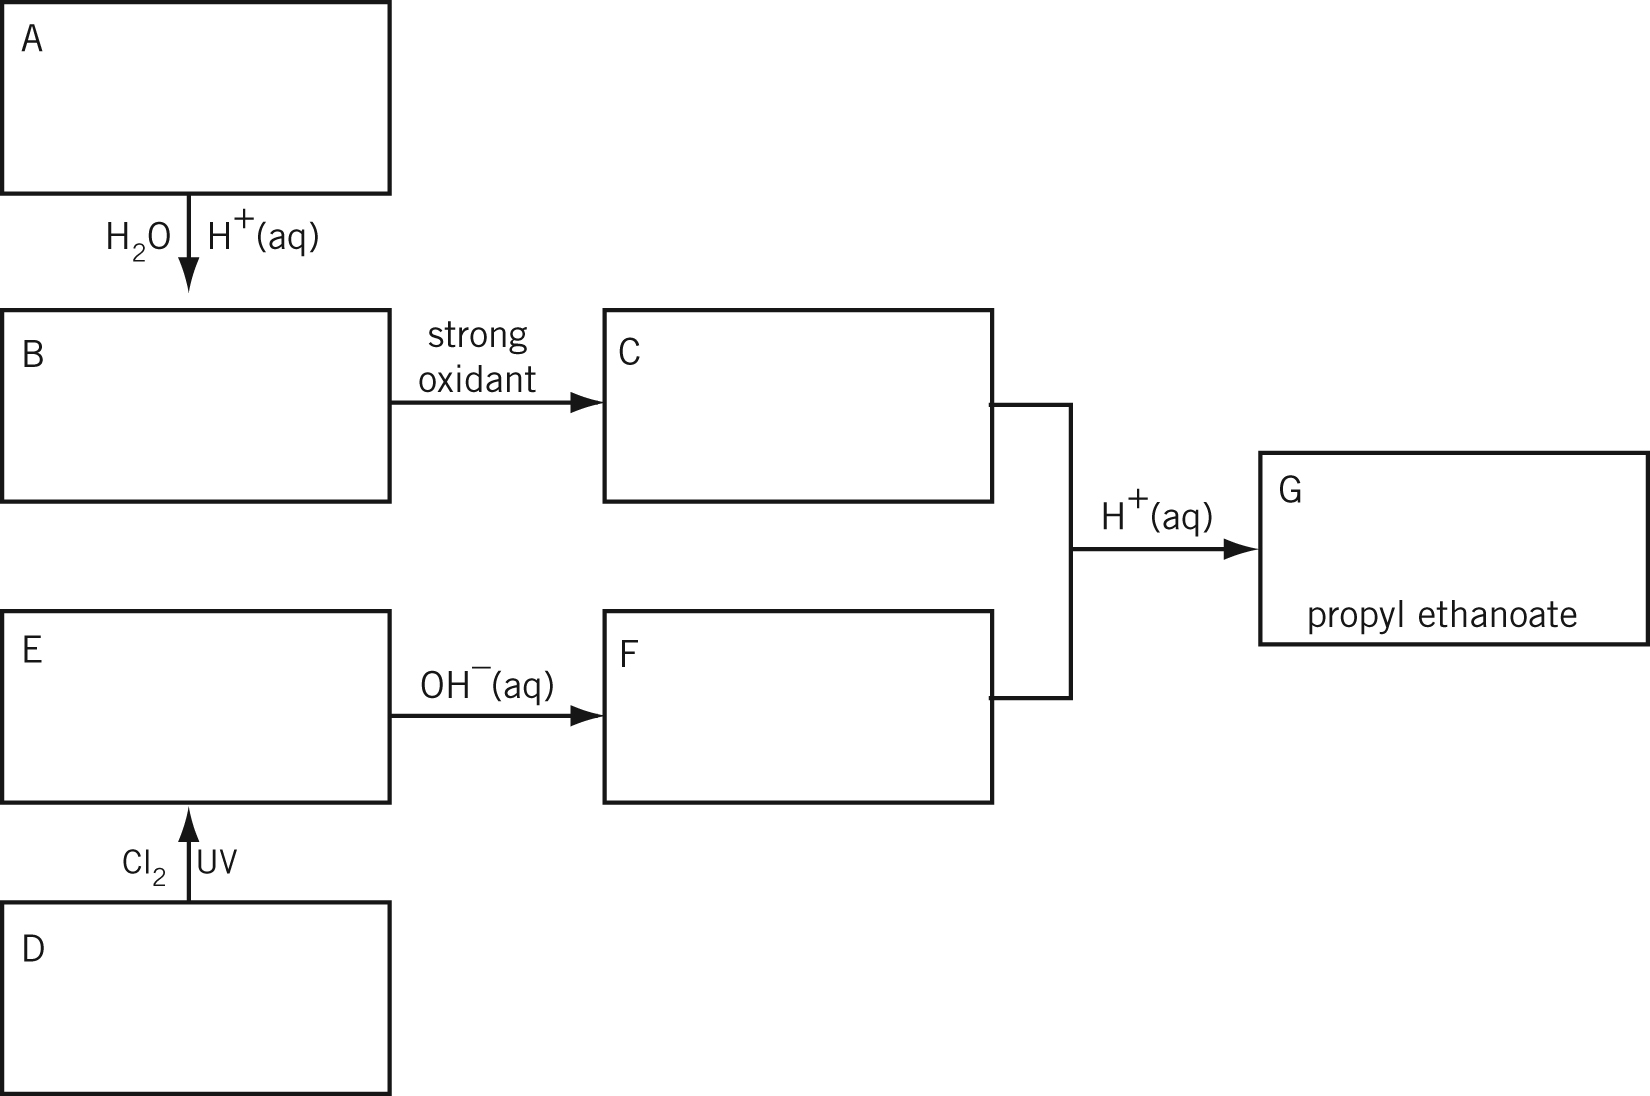 A
H₂O H⁺(aq)
B
strong
oxidant
C
H⁺(aq)
G
propyl ethanoate
E
OH⁻(aq)
F
Cl₂ UV
D